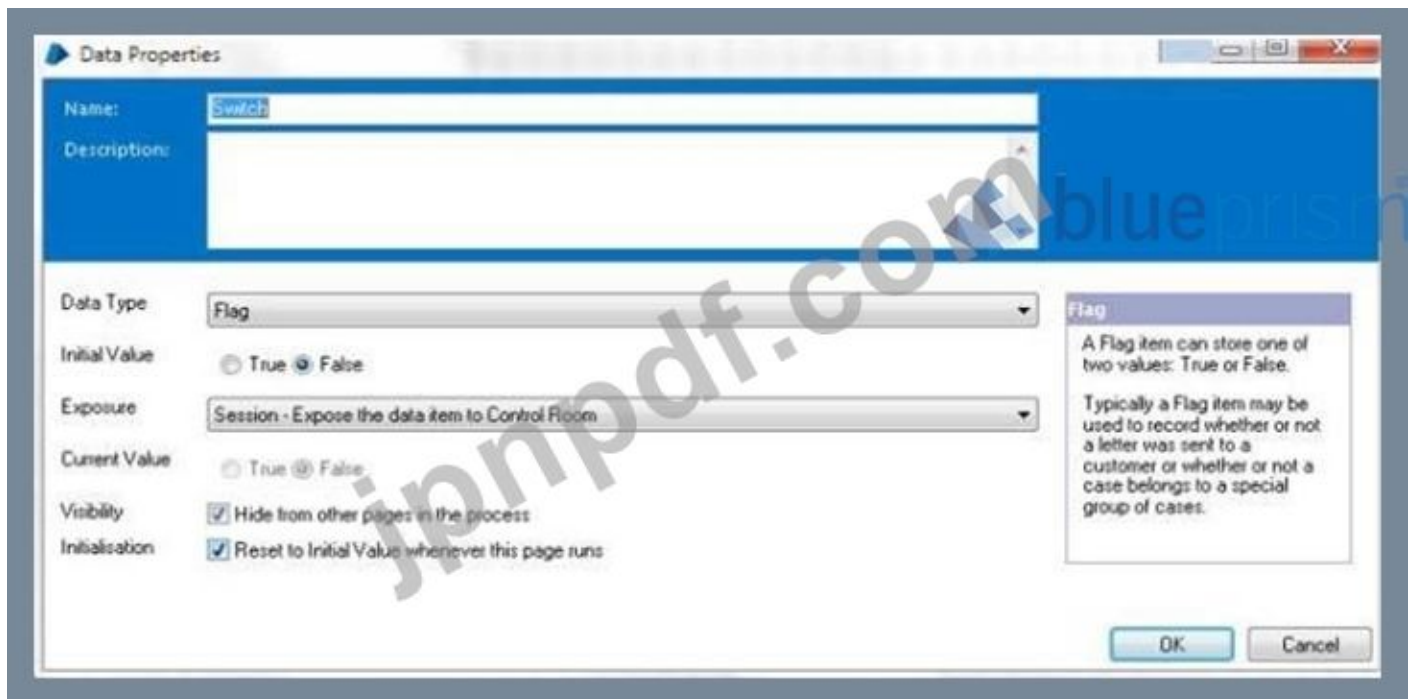 Data Properties
Name: Switch
Description:
Data Type Flag
Initial Value True False
Exposure Session - Expose the data item to Control Room
Current Value True False
Visibility Hide from other pages in the process
Initialisation Reset to Initial Value whenever this page runs
Flag
A Flag item can store one of
two values: True or False.
Typically a Flag item may be
used to record whether or not
a letter was sent to a
customer or whether or not a
case belongs to a special
group of cases.
OK Cancel
blueprism
jpnpdf.com